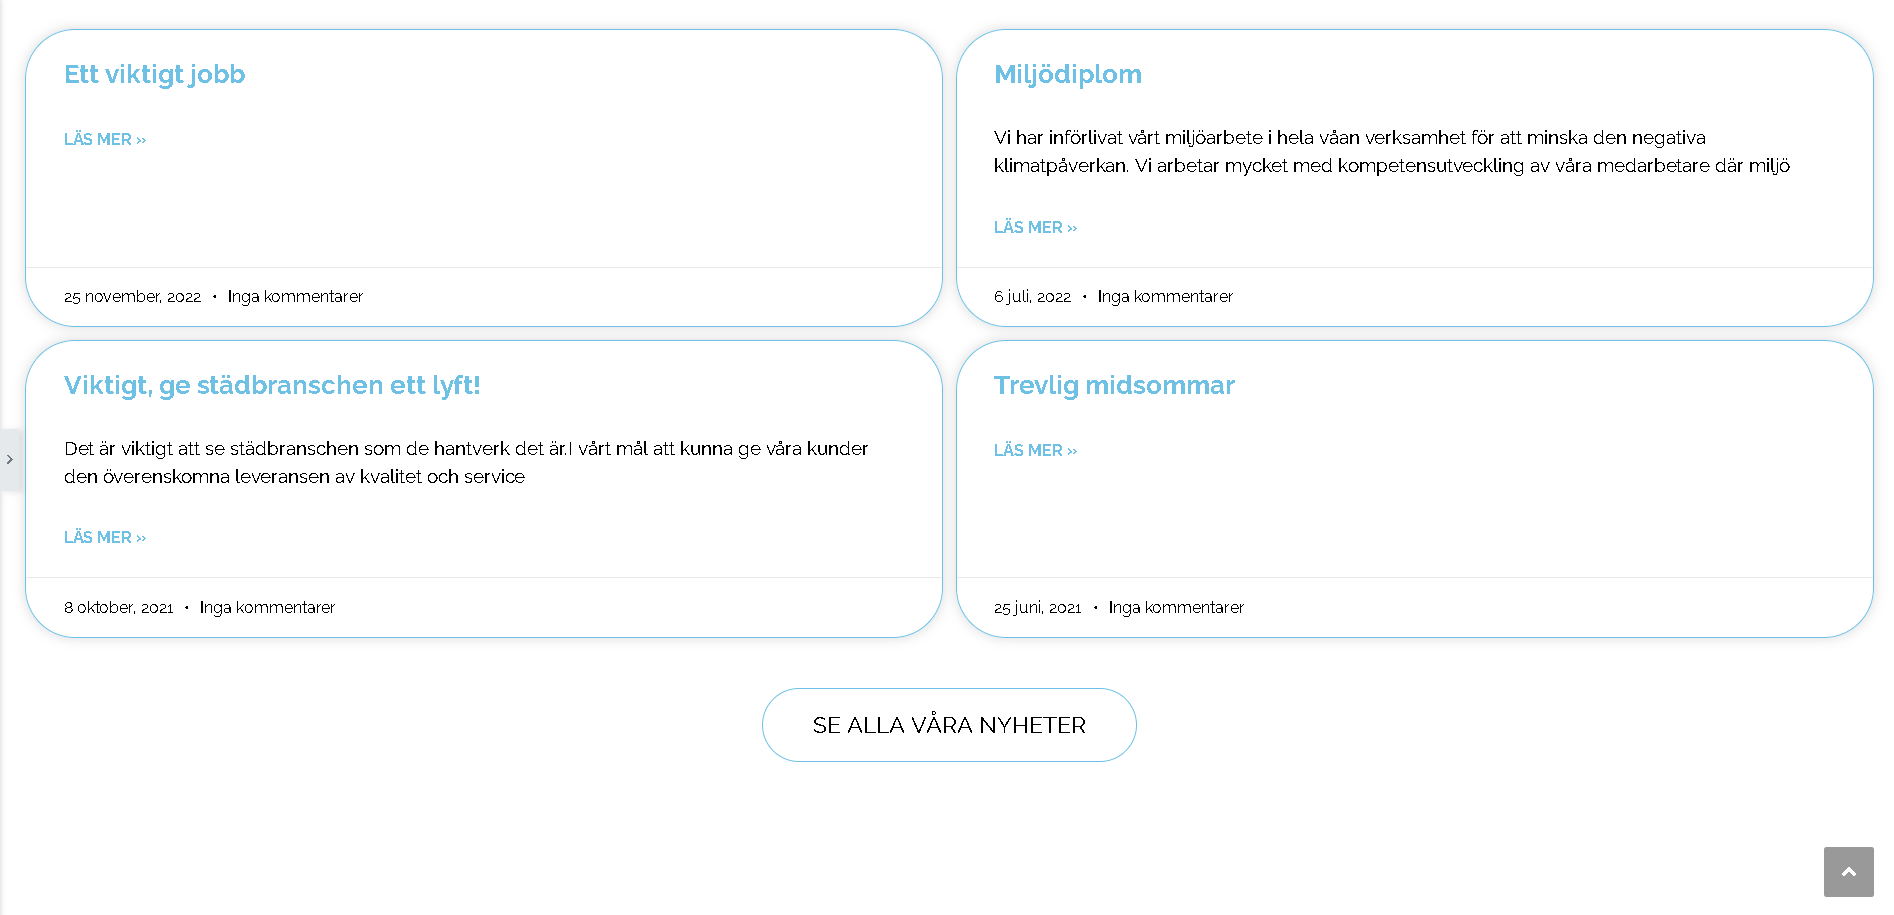 Ett viktigt jobb
LÄS MER »
25 november, 2022 • Inga kommentarer
Miljödiplom
Vi har införlivat vårt miljöarbete i hela våan verksamhet för att minska den negativa
klimatpåverkan. Vi arbetar mycket med kompetensutveckling av våra medarbetare där miljö
LÄS MER »
6 juli, 2022 • Inga kommentarer
Viktigt, ge städbranschen ett lyft!
Det är viktigt att se städbranschen som de hantverk det är.I vårt mål att kunna ge våra kunder
den överenskomna leveransen av kvalitet och service
LÄS MER »
8 oktober, 2021 • Inga kommentarer
Trevlig midsommar
LÄS MER »
25 juni, 2021 • Inga kommentarer
SE ALLA VÅRA NYHETER